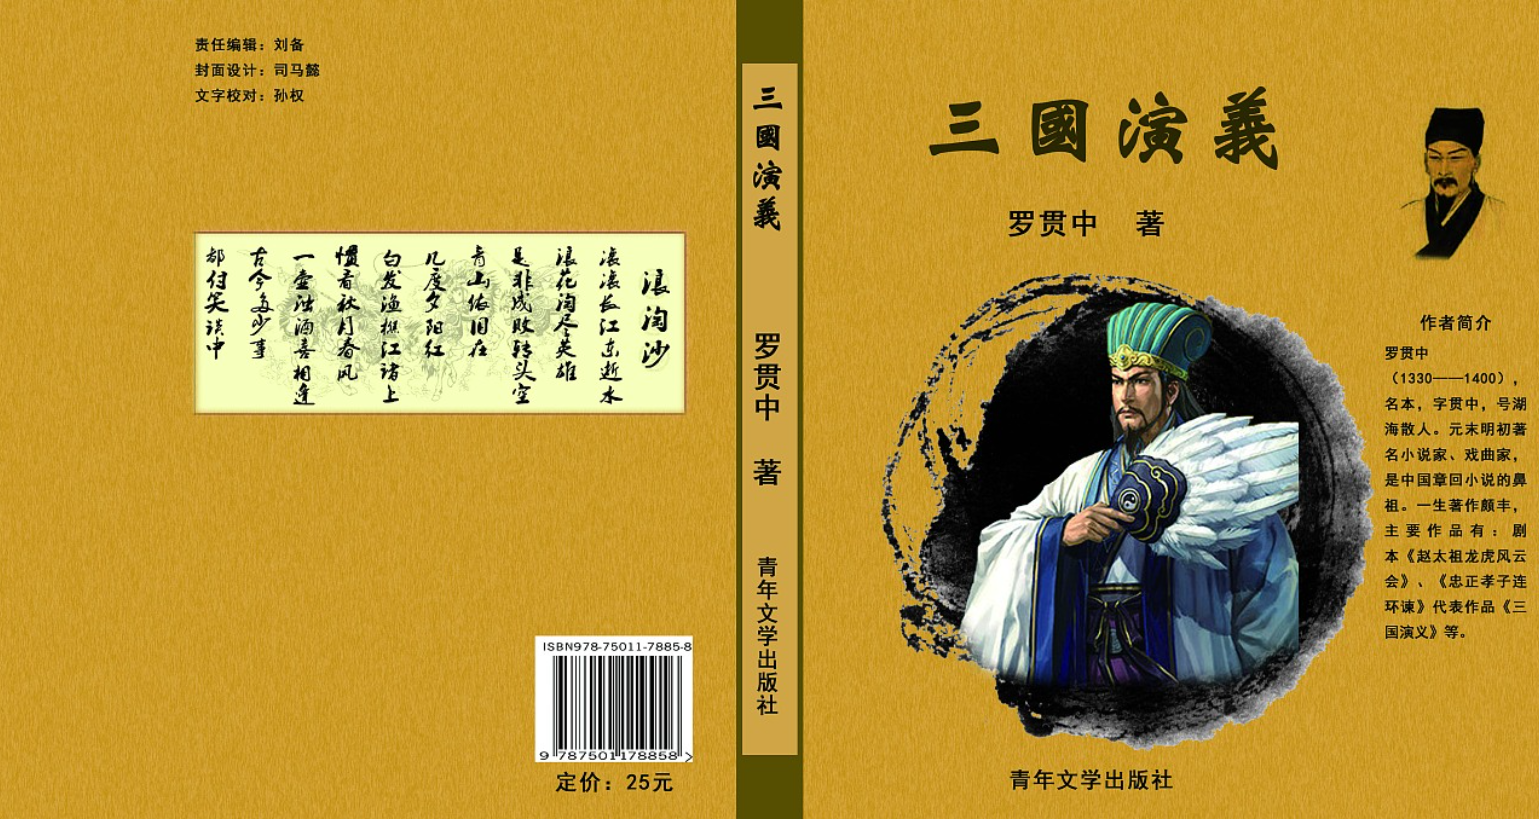 责任编辑：刘备
封面设计：司马懿
文字校对：孙权
浪淘沙
滚滚长江东逝水
浪花淘尽英雄
是非成败转头空
青山依旧在
几度夕阳红
白发渔樵江渚上
惯看秋月春风
一壶浊酒喜相逢
古今多少事
都付笑谈中
ISBN978-75011-7885-8
9 787501178858 >
定价：25元
三國演義
罗贯中 著
青年文学出版社
三國演義
罗贯中 著
青年文学出版社
作者简介
罗贯中
（1330——1400），
名本，字贯中，号湖
海散人。元末明初著
名小说家、戏曲家，
是中国章回小说的鼻
祖。一生著作颇丰，
主要作品有：剧
本《赵太祖龙虎风云
会》、《忠正孝子连
环谏》代表作品《三
国演义》等。